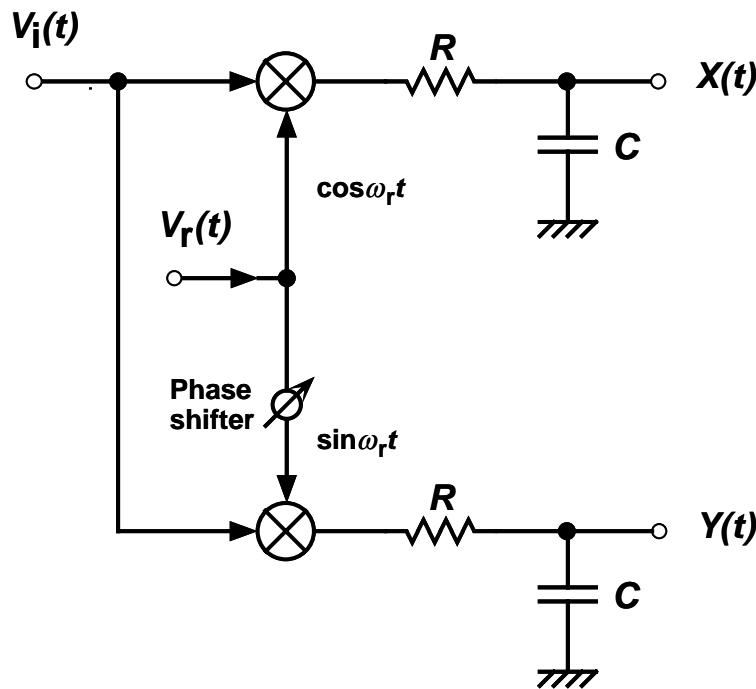 Vi(t)
R
X(t)
C
cosωrt
Vr(t)
Phase
shifter
sinωrt
R
Y(t)
C